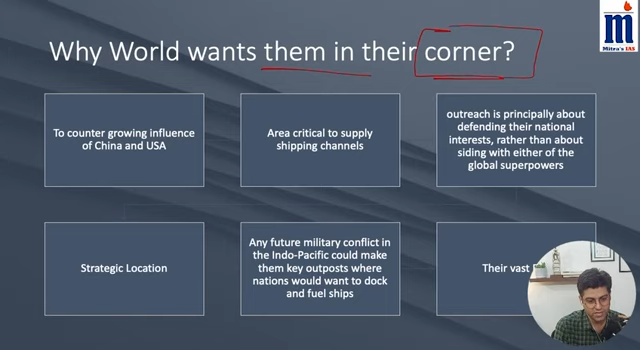 m
Mitra's IAS
Why World wants them in their corner?
To counter growing influence
of China and USA
Area critical to supply
shipping channels
outreach is principally about
defending their national
interests, rather than about
siding with either of the
global superpowers
Strategic Location
Any future military conflict in
the Indo-Pacific could make
them key outposts where
nations would want to dock
and fuel ships
Their vast